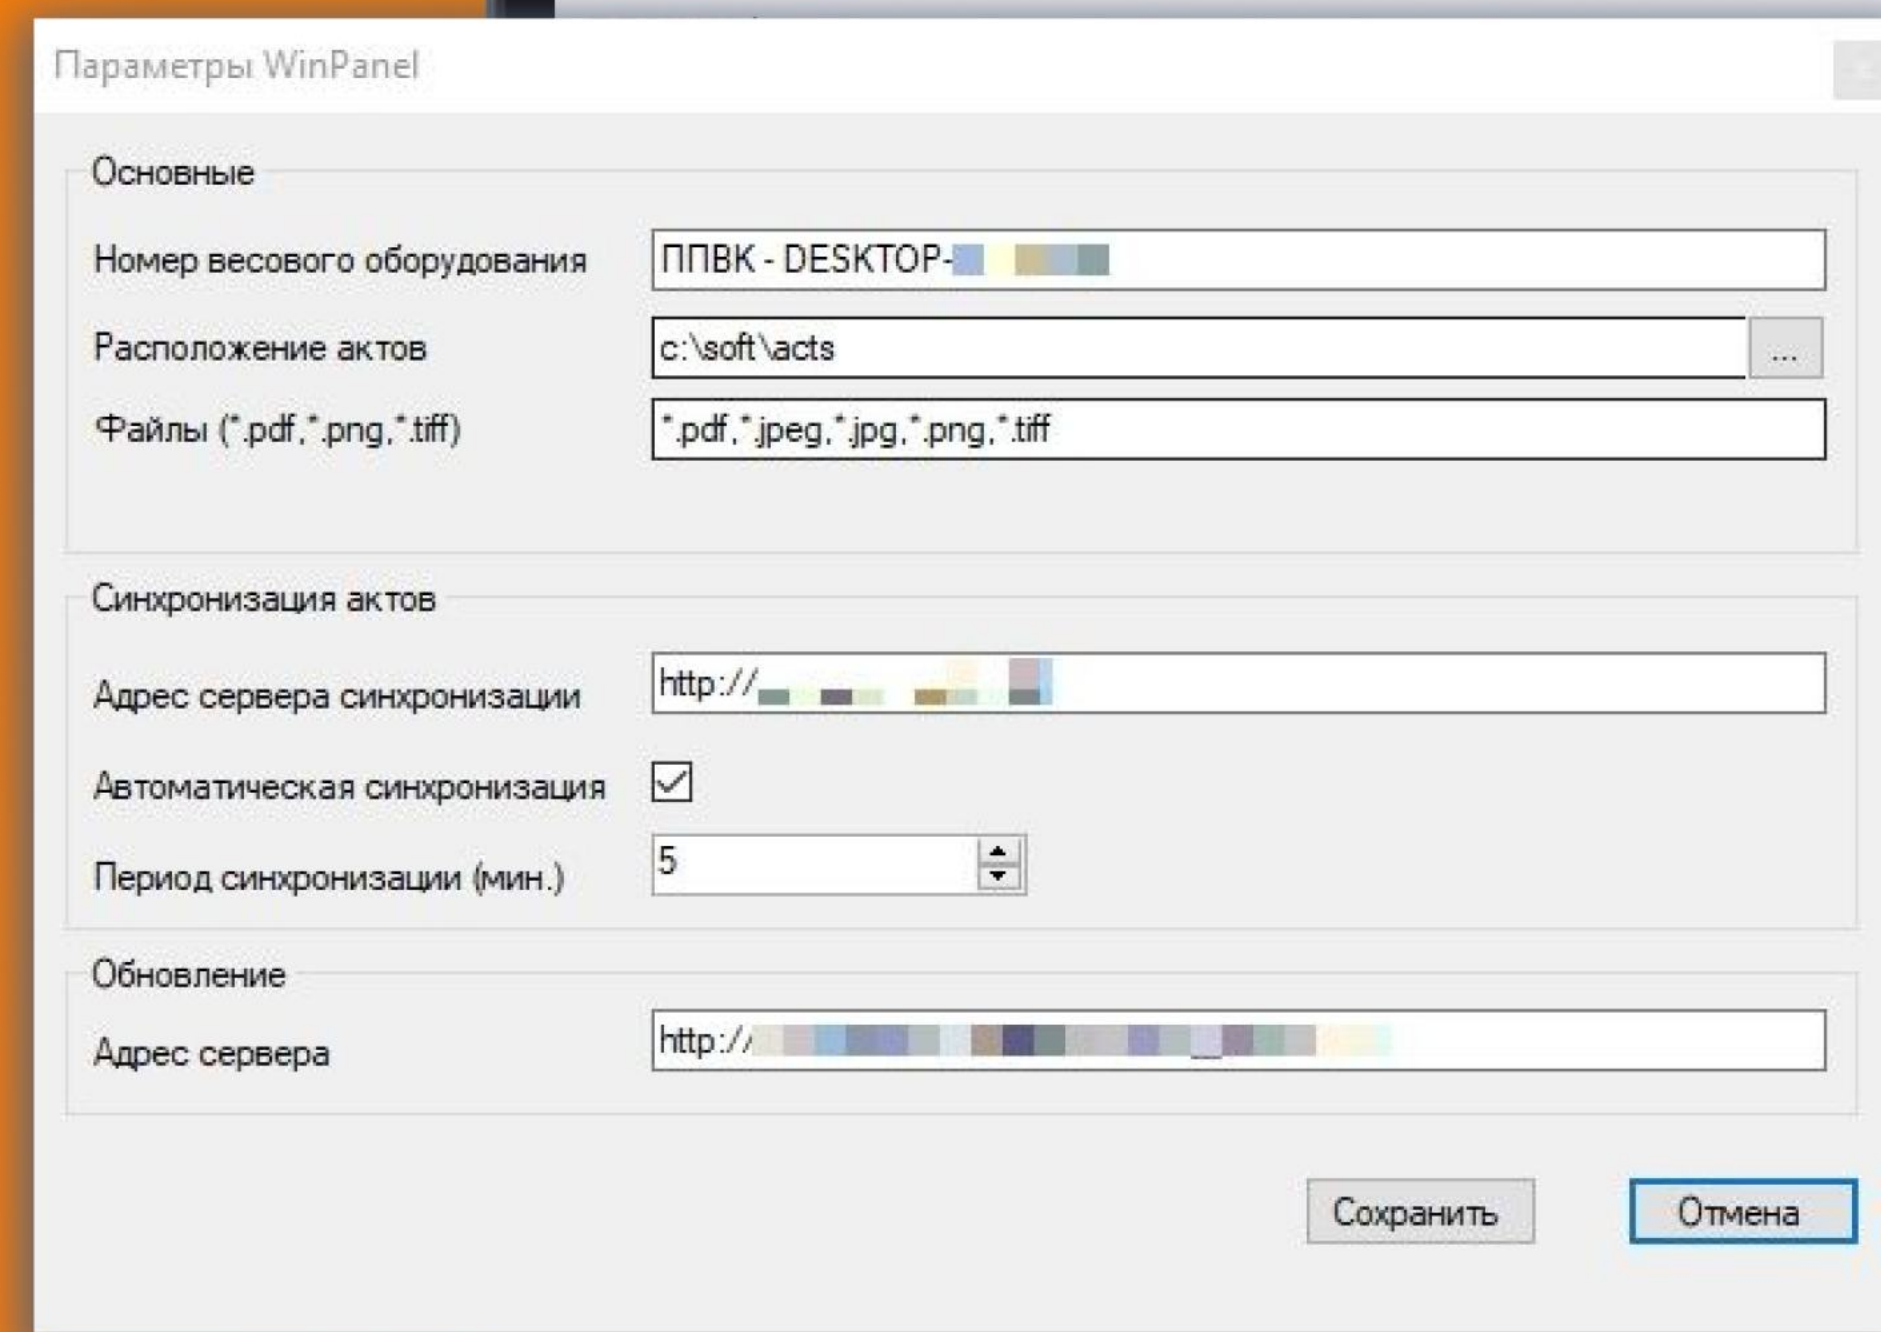 Параметры WinPanel
Основные
Номер весового оборудования ППВК - DESKTOP-
Расположение актов c:\soft\acts ...
Файлы (*.pdf,*.png,*.tiff) *.pdf,*.jpeg,*.jpg,*.png,*.tiff
Синхронизация актов
Адрес сервера синхронизации http://
Автоматическая синхронизация
Период синхронизации (мин.) 5
Обновление
Адрес сервера http://
Сохранить Отмена